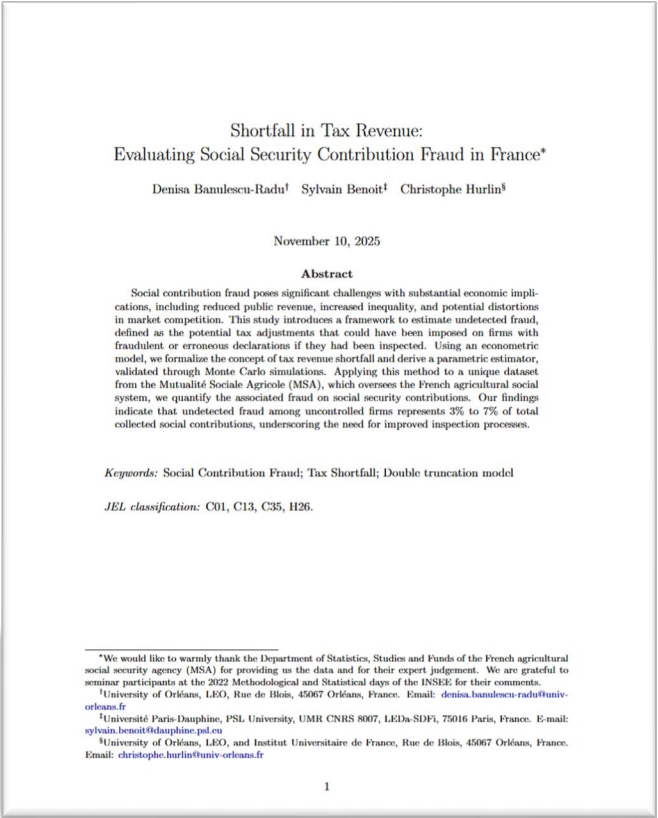 Shortfall in Tax Revenue:
Evaluating Social Security Contribution Fraud in France*
Denisa Banulescu-Radu† Sylvain Benoit‡ Christophe Hurlin§
November 10, 2025
Abstract
Social contribution fraud poses significant challenges with substantial economic impli-
cations, including reduced public revenue, increased inequality, and potential distortions
in market competition. This study introduces a framework to estimate undetected fraud,
defined as the potential tax adjustments that could have been imposed on firms with
fraudulent or erroneous declarations if they had been inspected. Using an econometric
model, we formalize the concept of tax revenue shortfall and derive a parametric estimator,
validated through Monte Carlo simulations. Applying this method to a unique dataset
from the Mutualité Sociale Agricole (MSA), which oversees the French agricultural social
system, we quantify the associated fraud on social security contributions. Our findings
indicate that undetected fraud among uncontrolled firms represents 3% to 7% of total
collected social contributions, underscoring the need for improved inspection processes.
Keywords: Social Contribution Fraud; Tax Shortfall; Double truncation model
JEL classification: C01, C13, C35, H26.
*We would like to warmly thank the Department of Statistics, Studies and Funds of the French agricultural
social security agency (MSA) for providing us the data and for their expert judgement. We are grateful to
seminar participants at the 2022 Methodological and Statistical days of the INSEE for their comments.
†University of Orléans, LEO, Rue de Blois, 45067 Orléans, France. Email: denisa.banulescu-radu@univ-
orleans.fr
‡Université Paris-Dauphine, PSL University, UMR CNRS 8007, LEDa-SDFi, 75016 Paris, France. E-mail:
sylvain.benoit@dauphine.psl.eu
§University of Orléans, LEO, and Institut Universitaire de France, Rue de Blois, 45067 Orléans, France.
Email: christophe.hurlin@univ-orleans.fr
1